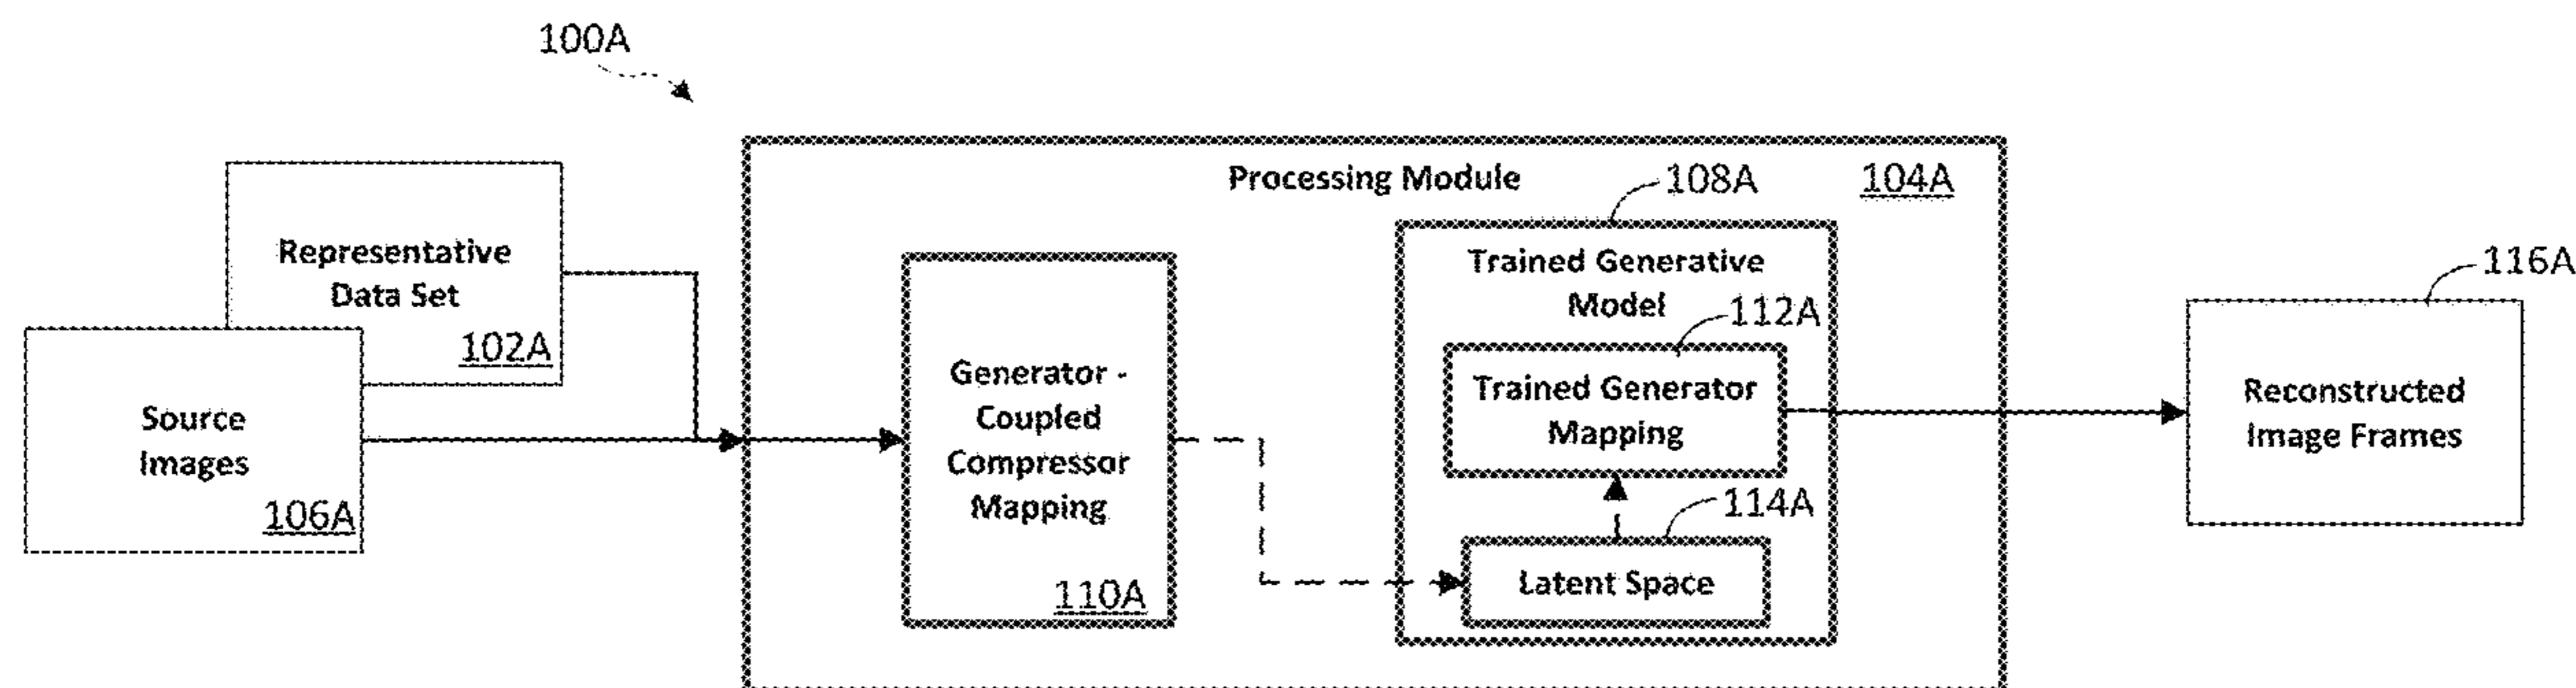 100A
Processing Module
104A
108A
Representative
Data Set
102A
Source
Images
106A
Generator -
Coupled
Compressor
Mapping
110A
Trained Generative
Model
112A
Trained Generator
Mapping
114A
Latent Space
116A
Reconstructed
Image Frames